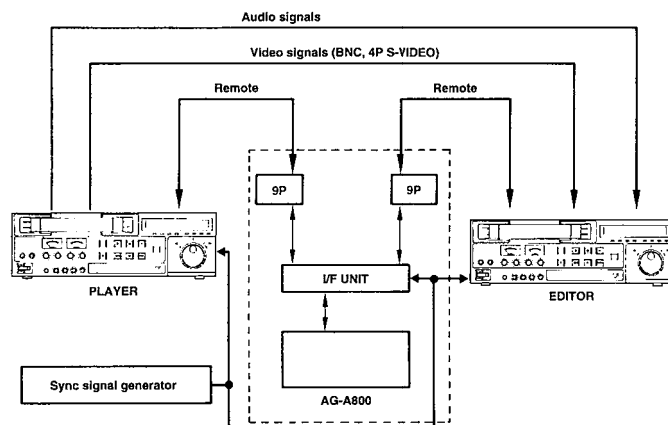 Audio signals
Video signals (BNC, 4P S-VIDEO)
Remote
Remote
9P
9P
I/F UNIT
PLAYER
EDITOR
Sync signal generator
AG-A800